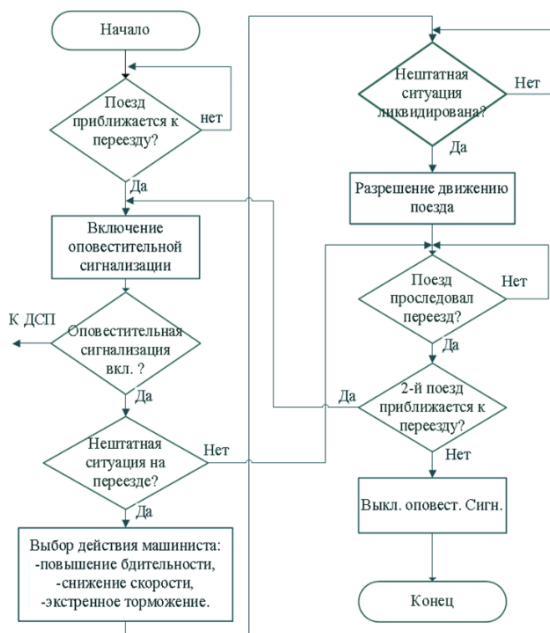 Начало
Поезд
приближается к
переезду?
нет
Да
Включение
оповестительной
сигнализации
К ДСП
Оповестительная
сигнализация
вкл. ?
Да
Нештатная
ситуация на
переезде?
Нет
Да
Выбор действия машиниста:
-повышение бдительности,
-снижение скорости,
-экстренное торможение.
Нештатная
ситуация
ликвидирована?
Нет
Да
Разрешение движению
поезда
Поезд
проследовал
переезд?
Нет
Да
2-й поезд
приближается к
переезду?
Да
Нет
Выкл. оповест. Сигн.
Конец